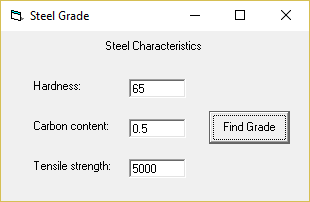 Steel Grade
Steel Characteristics
Hardness: 65
Carbon content: 0.5
Find Grade
Tensile strength: 5000